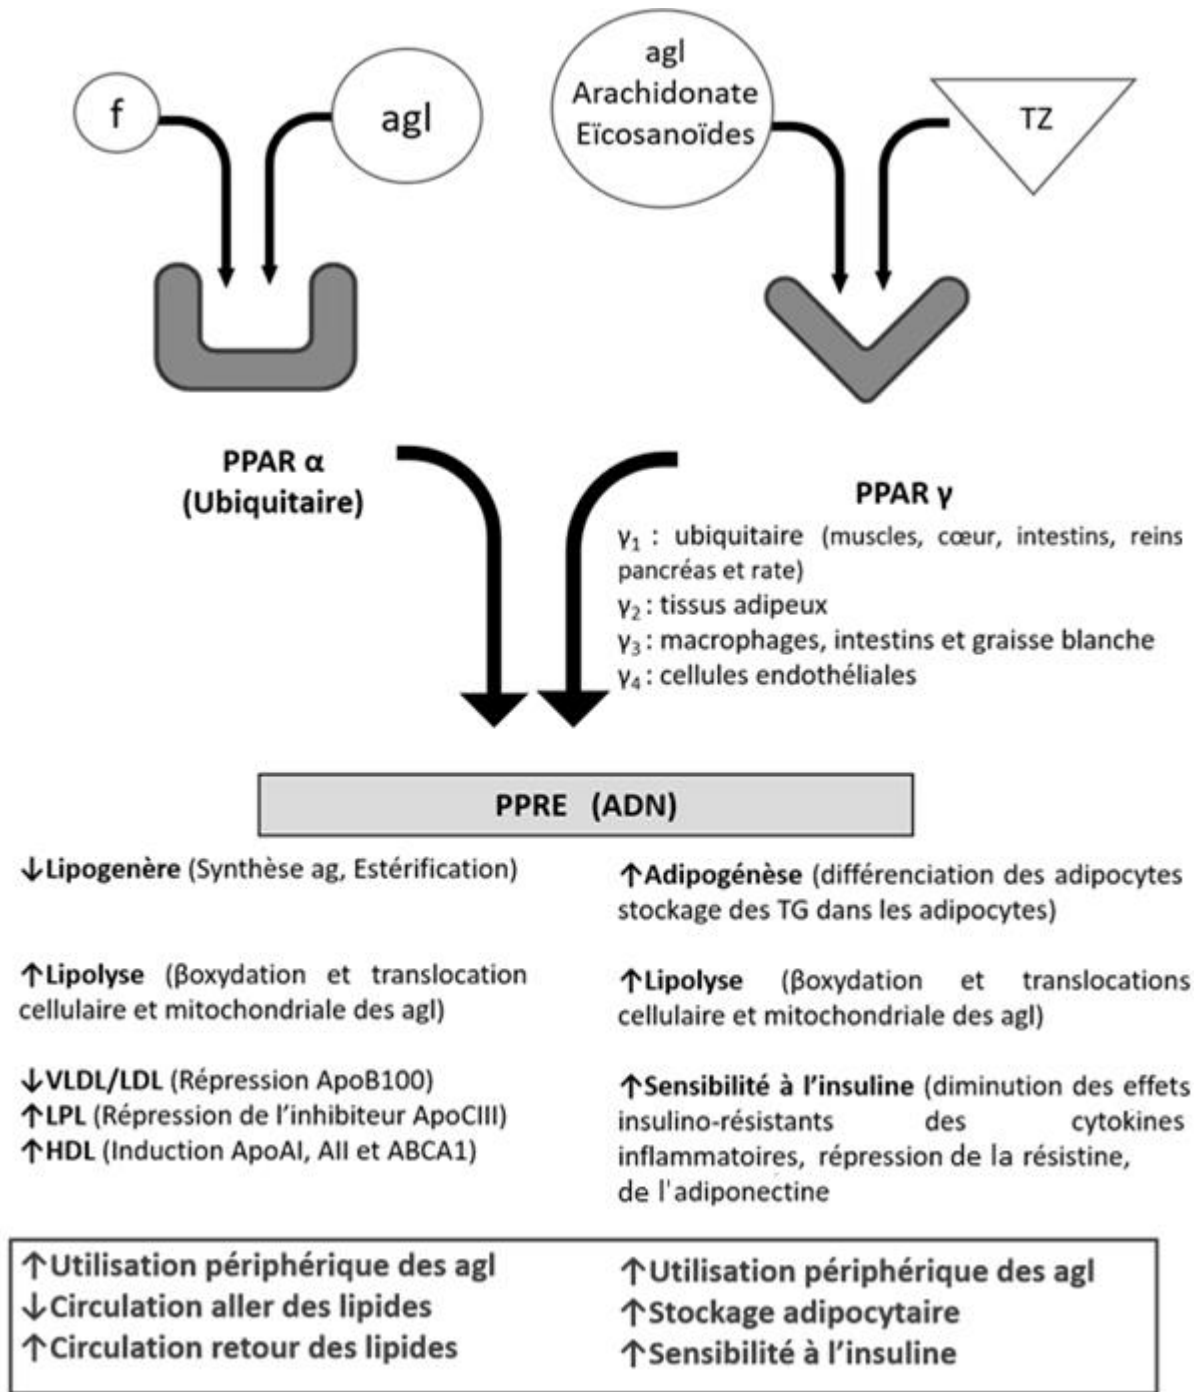 f
agl
agl
Arachidonate
Eïcosanoïdes
TZ
PPAR α
(Ubiquitaire)
PPAR γ
γ1 : ubiquitaire (muscles, cœur, intestins, reins
pancréas et rate)
γ2 : tissus adipeux
γ3 : macrophages, intestins et graisse blanche
γ4 : cellules endothéliales
PPRE (ADN)
↓Lipogenère (Synthèse ag, Estérification)
↑Lipolyse (βoxydation et translocation
cellulaire et mitochondriale des agl)
↓VLDL/LDL (Répression ApoB100)
↑LPL (Répression de l'inhibiteur ApoCIII)
↑HDL (Induction ApoAI, AII et ABCA1)
↑Adipogénèse (différenciation des adipocytes
stockage des TG dans les adipocytes)
↑Lipolyse (βoxydation et translocations
cellulaire et mitochondriale des agl)
↑Sensibilité à l'insuline (diminution des effets
insulino-résistants des cytokines
inflammatoires, répression de la résistine,
de l'adiponectine
↑Utilisation périphérique des agl
↓Circulation aller des lipides
↑Circulation retour des lipides
↑Utilisation périphérique des agl
↑Stockage adipocytaire
↑Sensibilité à l'insuline